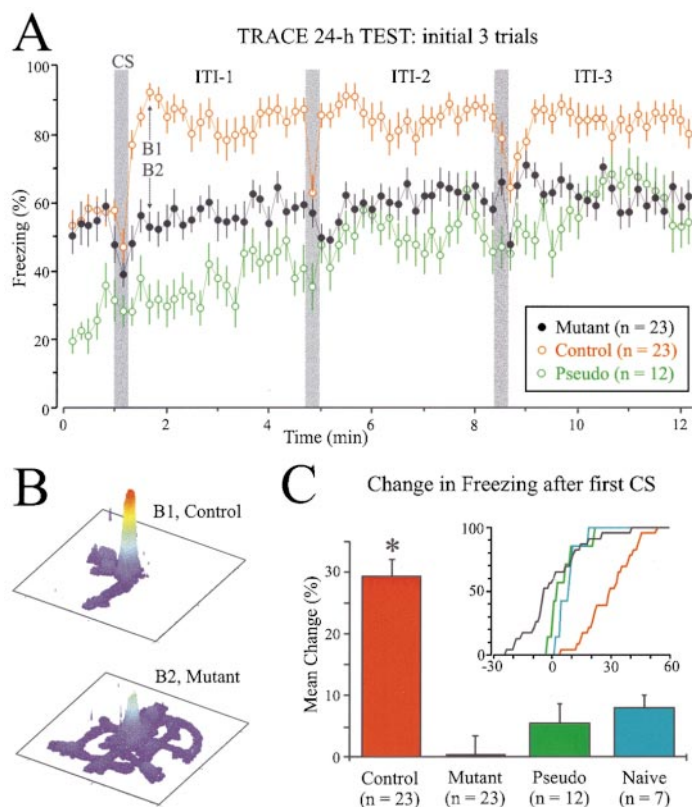 A
TRACE 24-h TEST: initial 3 trials
CS
ITI-1
ITI-2
ITI-3
100
80
60
40
20
0
Freezing (%)
B1
B2
Mutant (n = 23)
Control (n = 23)
Pseudo (n = 12)
0
2
4
6
8
10
12
Time (min)
B
B1, Control
B2, Mutant
C
Change in Freezing after first CS
Mean Change (%)
30
20
10
0
*
100
50
0
-30
0
30
60
Control
(n = 23)
Mutant
(n = 23)
Pseudo
(n = 12)
Naive
(n = 7)